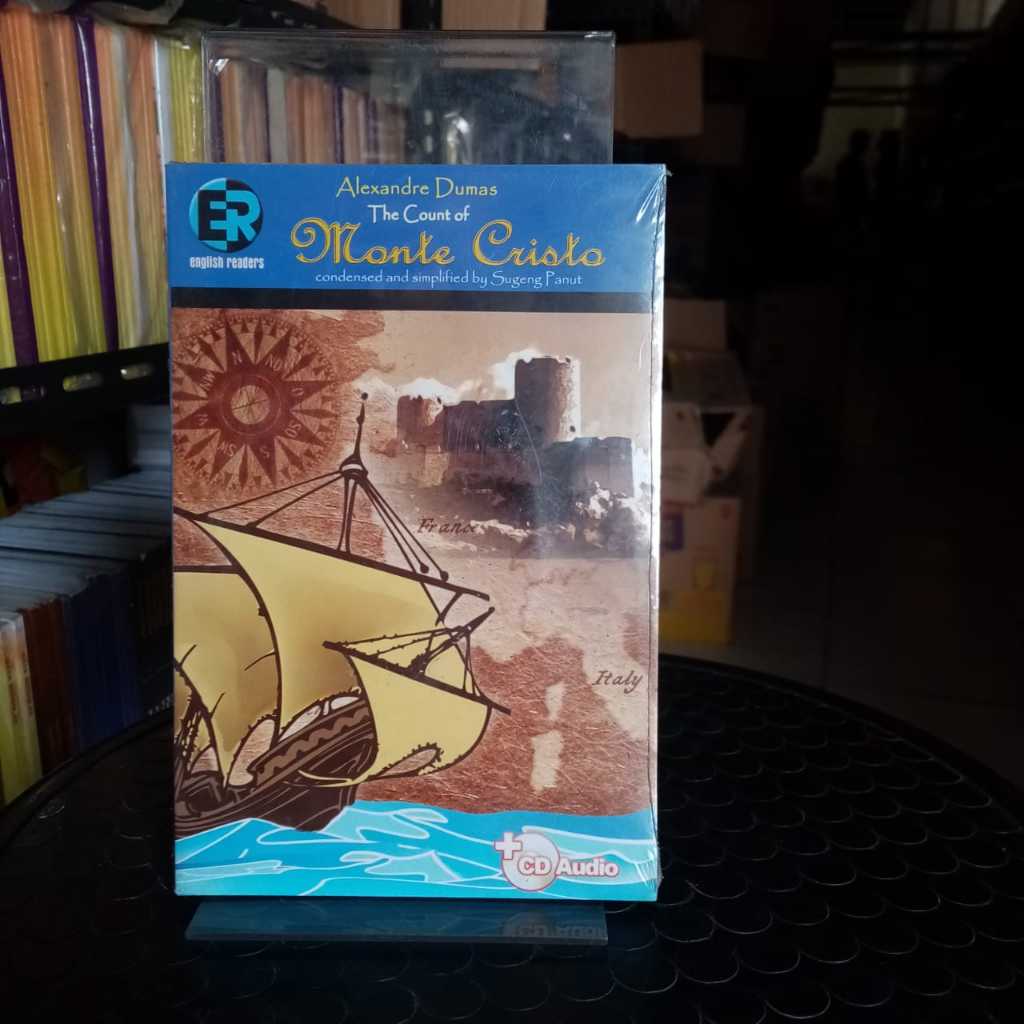 Alexandre Dumas
The Count of
Monte Cristo
condensed and simplified by Sugeng Panut
ER
english readers
N
S
France
Italy
+ CD Audio